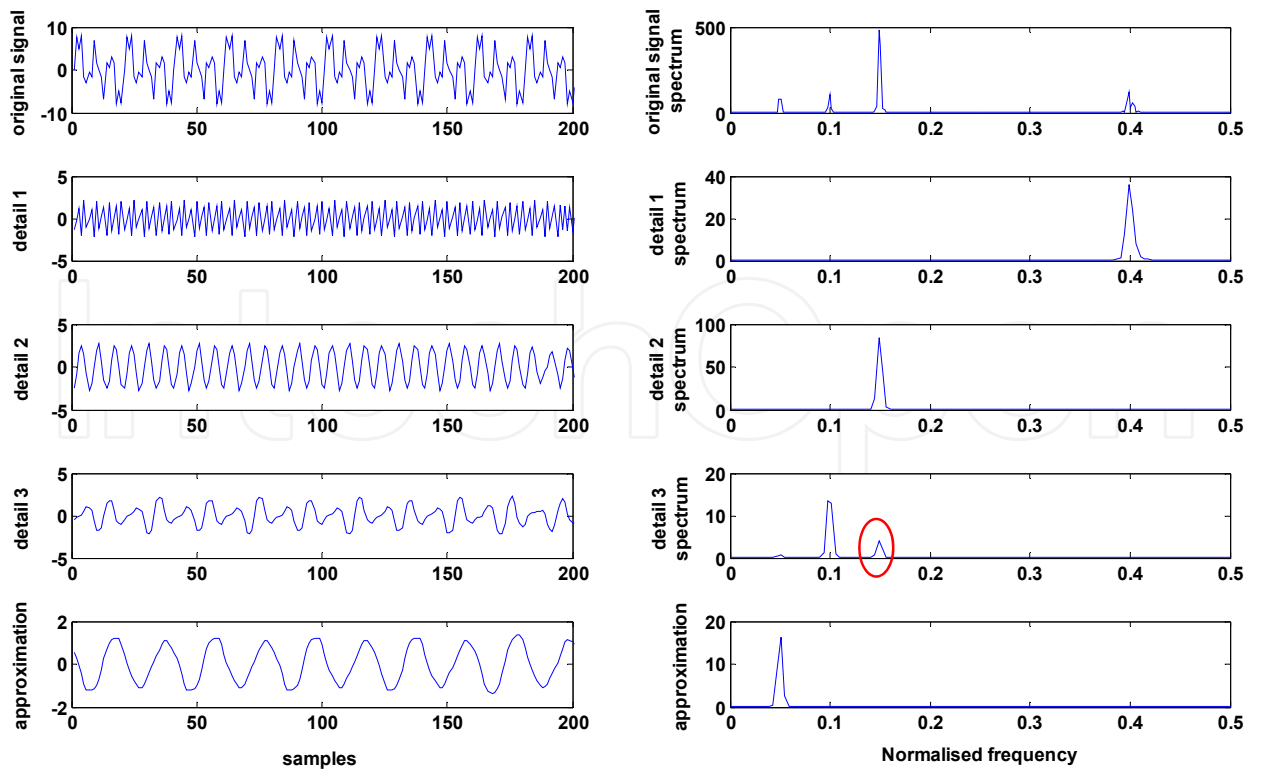 original signal
10
0
-10
0 50 100 150 200
original signal
spectrum
500
0
0 0.1 0.2 0.3 0.4 0.5
detail 1
5
0
-5
0 50 100 150 200
detail 1
spectrum
40
20
0
0 0.1 0.2 0.3 0.4 0.5
detail 2
5
0
-5
0 50 100 150 200
detail 2
spectrum
100
50
0
0 0.1 0.2 0.3 0.4 0.5
detail 3
5
0
-5
0 50 100 150 200
detail 3
spectrum
20
10
0
0 0.1 0.2 0.3 0.4 0.5
approximation
2
0
-2
0 50 100 150 200
samples
approximation
20
10
0
0 0.1 0.2 0.3 0.4 0.5
Normalised frequency
IntechOpen